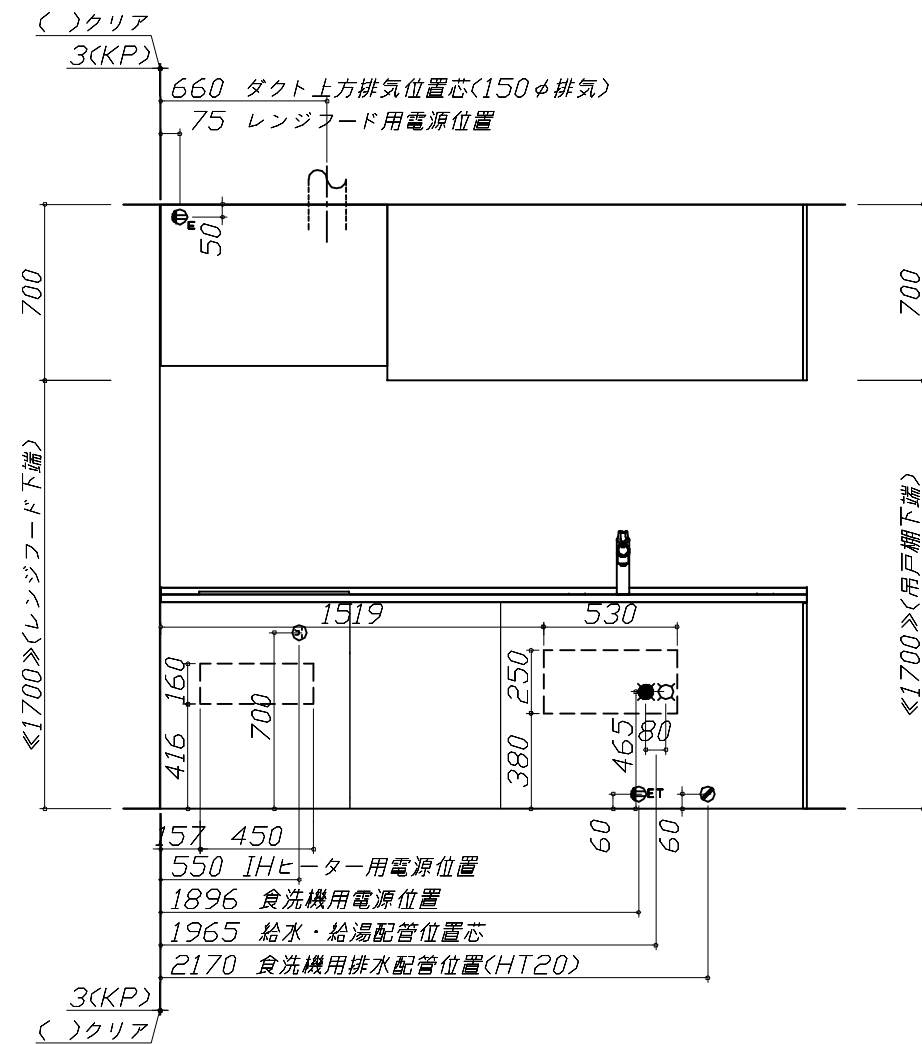 ( )クリア
3(KP)
660 ダクト上方排気位置芯(150φ排気)
75 レンジフード用電源位置
E
50
700
700
≪1700≫(レンジフード下端)
≪1700≫(吊戸棚下端)
1519
530
160
416
700
250
380
465
80
ET
60
60
157
450
550 IHヒーター用電源位置
1896 食洗機用電源位置
1965 給水・給湯配管位置芯
2170 食洗機用排水配管位置(HT20)
3(KP)
( )クリア